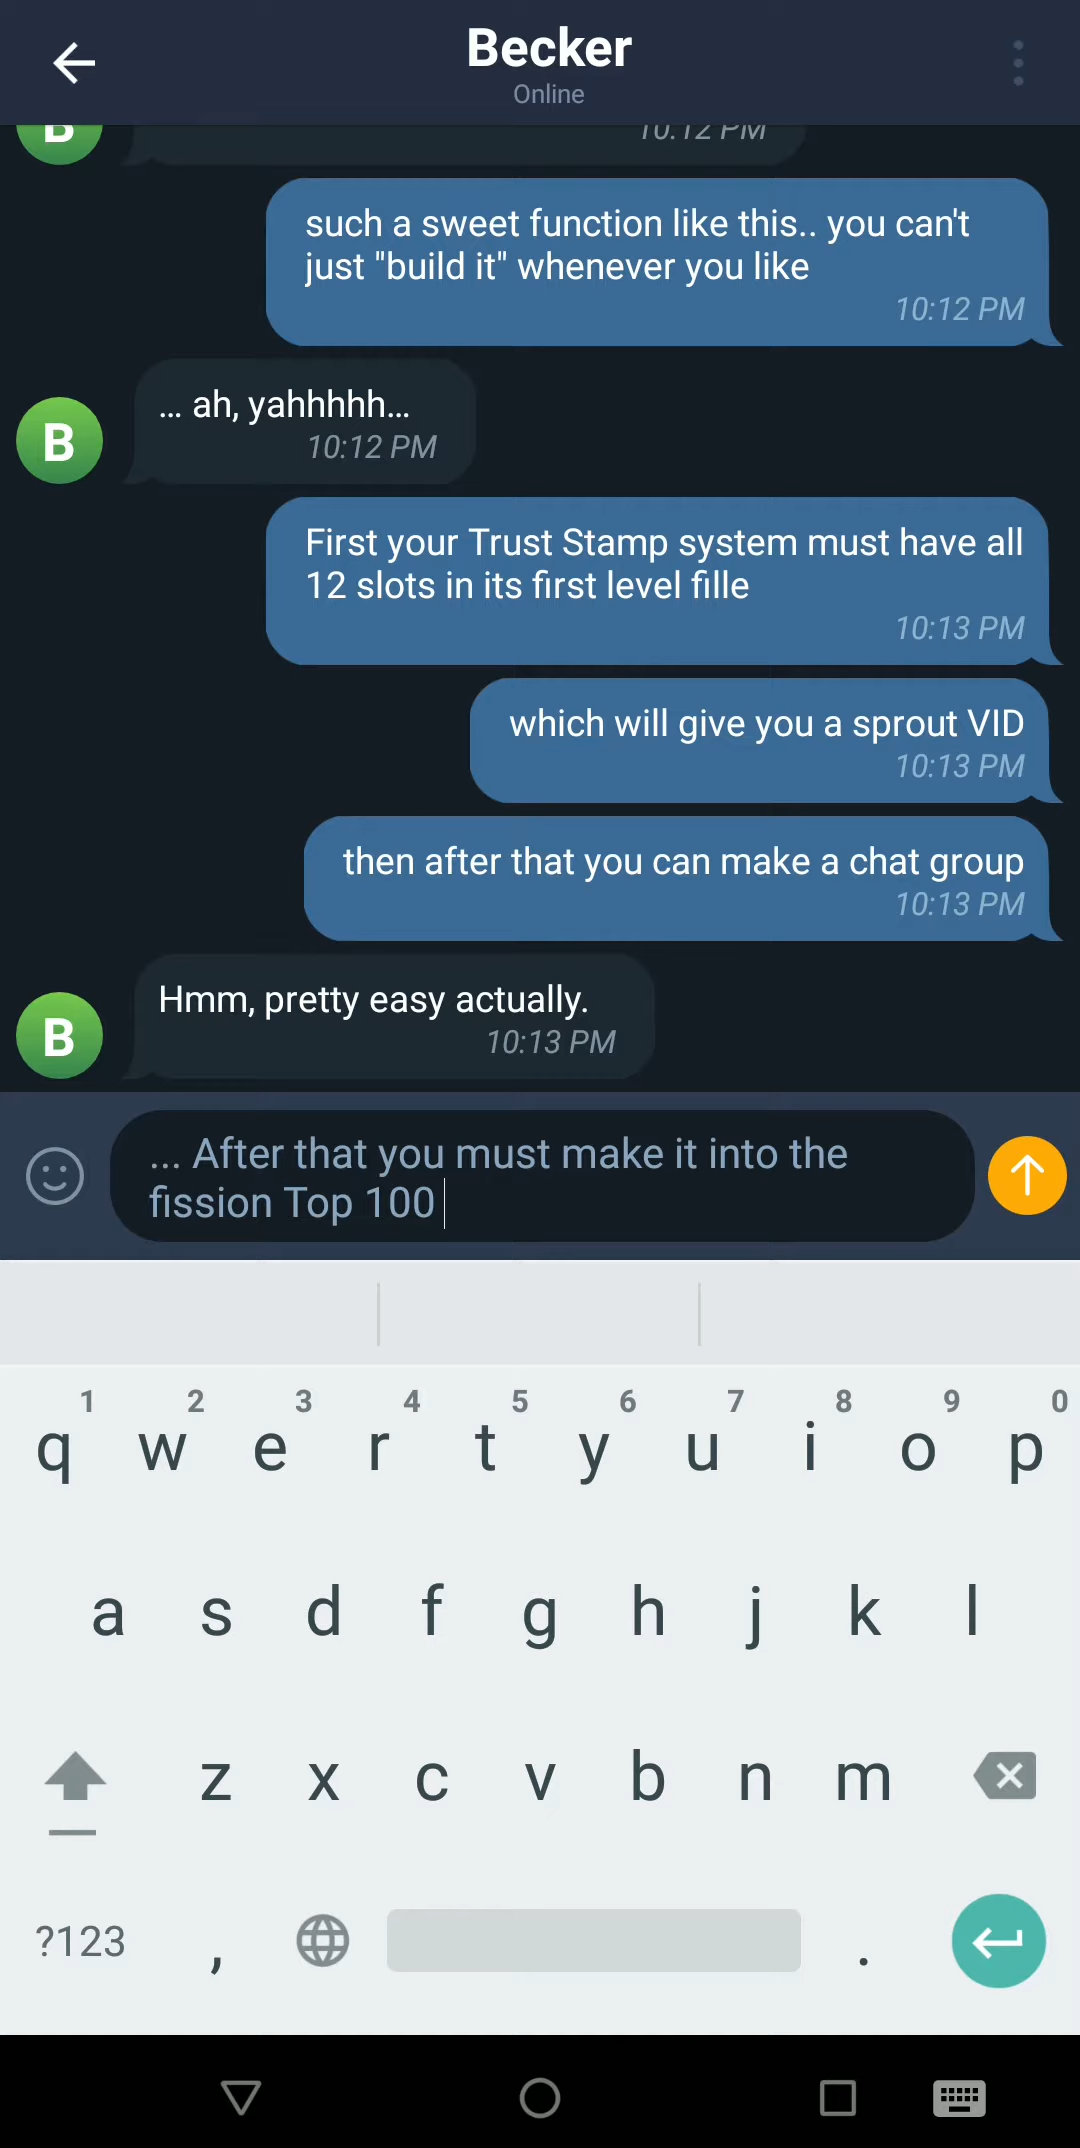 Becker
Online
B
10:12 PM
such a sweet function like this.. you can't
just "build it" whenever you like
10:12 PM
... ah, yahhhhh...
10:12 PM
B
First your Trust Stamp system must have all
12 slots in its first level fille
10:13 PM
which will give you a sprout VID
10:13 PM
then after that you can make a chat group
10:13 PM
Hmm, pretty easy actually.
10:13 PM
B
... After that you must make it into the
fission Top 100
1 2 3 4 5 6 7 8 9 0
q w e r t y u i o p
a s d f g h j k l
z x c v b n m
?123 , .